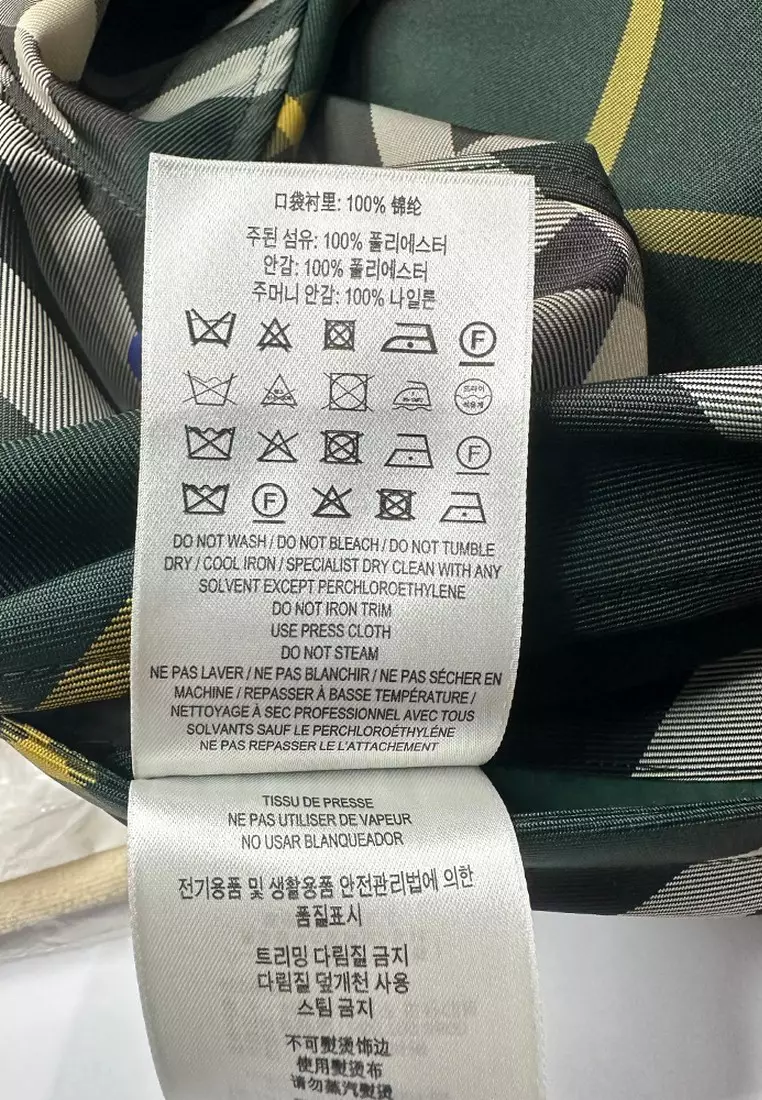 口袋衬里: 100% 锦纶
주된 섬유: 100% 폴리에스터
안감: 100% 폴리에스터
주머니 안감: 100% 나일론
F
드라이
F
F
DO NOT WASH / DO NOT BLEACH / DO NOT TUMBLE
DRY / COOL IRON / SPECIALIST DRY CLEAN WITH ANY
SOLVENT EXCEPT PERCHLOROETHYLENE
DO NOT IRON TRIM
USE PRESS CLOTH
DO NOT STEAM
NE PAS LAVER / NE PAS BLANCHIR / NE PAS SÉCHER EN
MACHINE / REPASSER À BASSE TEMPÉRATURE /
NETTOYAGE À SEC PROFESSIONNEL AVEC TOUS
SOLVANTS SAUF LE PERCHLOROÉTHYLÉNE
NE PAS REPASSER LE L'ATTACHEMENT
TISSU DE PRESSE
NE PAS UTILISER DE VAPEUR
NO USAR BLANQUEADOR
전기용품 및 생활용품 안전관리법에 의한
품질표시
트리밍 다림질 금지
다림질 덮개천 사용
스팀 금지
不可熨烫饰边
使用熨烫布
请勿蒸汽熨烫